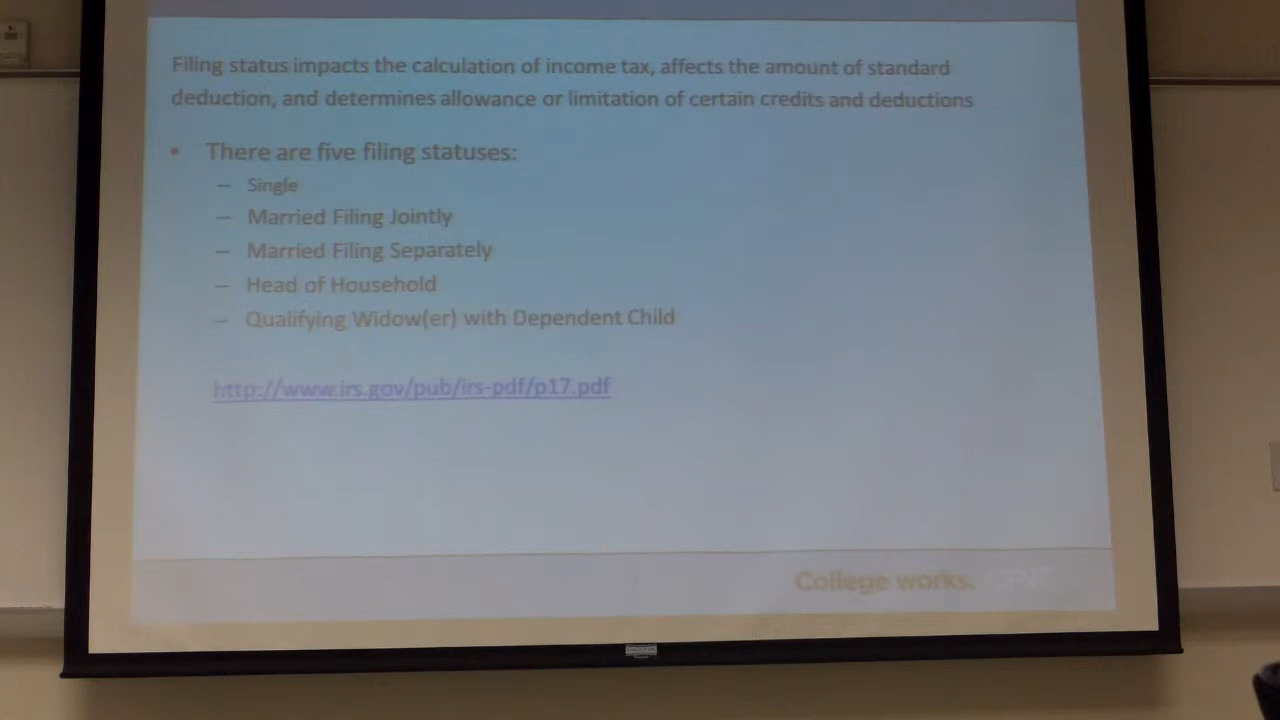 Filing status impacts the calculation of income tax, affects the amount of standard
deduction, and determines allowance or limitation of certain credits and deductions
• There are five filing statuses:
– Single
– Married Filing Jointly
– Married Filing Separately
– Head of Household
– Qualifying Widow(er) with Dependent Child
http://www.irs.gov/pub/irs-pdf/p17.pdf
College works.